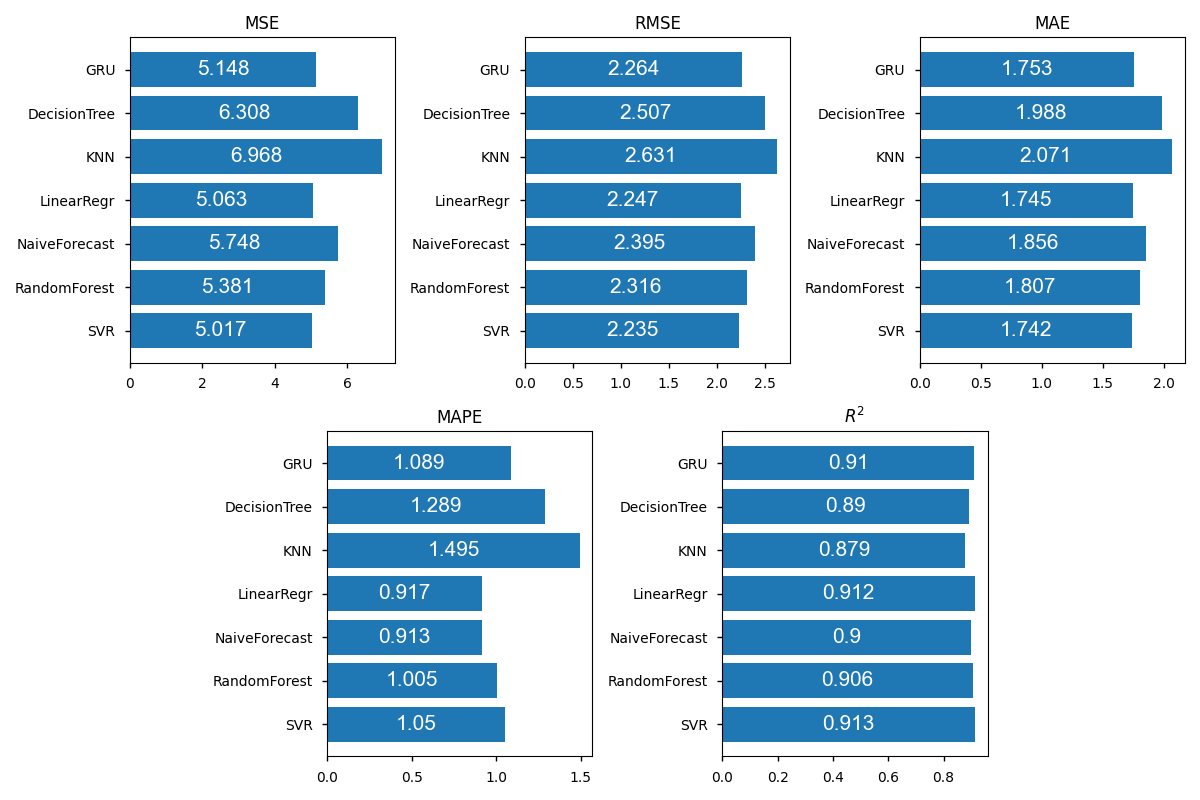 MSE
GRU 5.148
DecisionTree 6.308
KNN 6.968
LinearRegr 5.063
NaiveForecast 5.748
RandomForest 5.381
SVR 5.017
0 2 4 6
RMSE
GRU 2.264
DecisionTree 2.507
KNN 2.631
LinearRegr 2.247
NaiveForecast 2.395
RandomForest 2.316
SVR 2.235
0.0 0.5 1.0 1.5 2.0 2.5
MAE
GRU 1.753
DecisionTree 1.988
KNN 2.071
LinearRegr 1.745
NaiveForecast 1.856
RandomForest 1.807
SVR 1.742
0.0 0.5 1.0 1.5 2.0
MAPE
GRU 1.089
DecisionTree 1.289
KNN 1.495
LinearRegr 0.917
NaiveForecast 0.913
RandomForest 1.005
SVR 1.05
0.0 0.5 1.0 1.5
R²
GRU 0.91
DecisionTree 0.89
KNN 0.879
LinearRegr 0.912
NaiveForecast 0.9
RandomForest 0.906
SVR 0.913
0.0 0.2 0.4 0.6 0.8